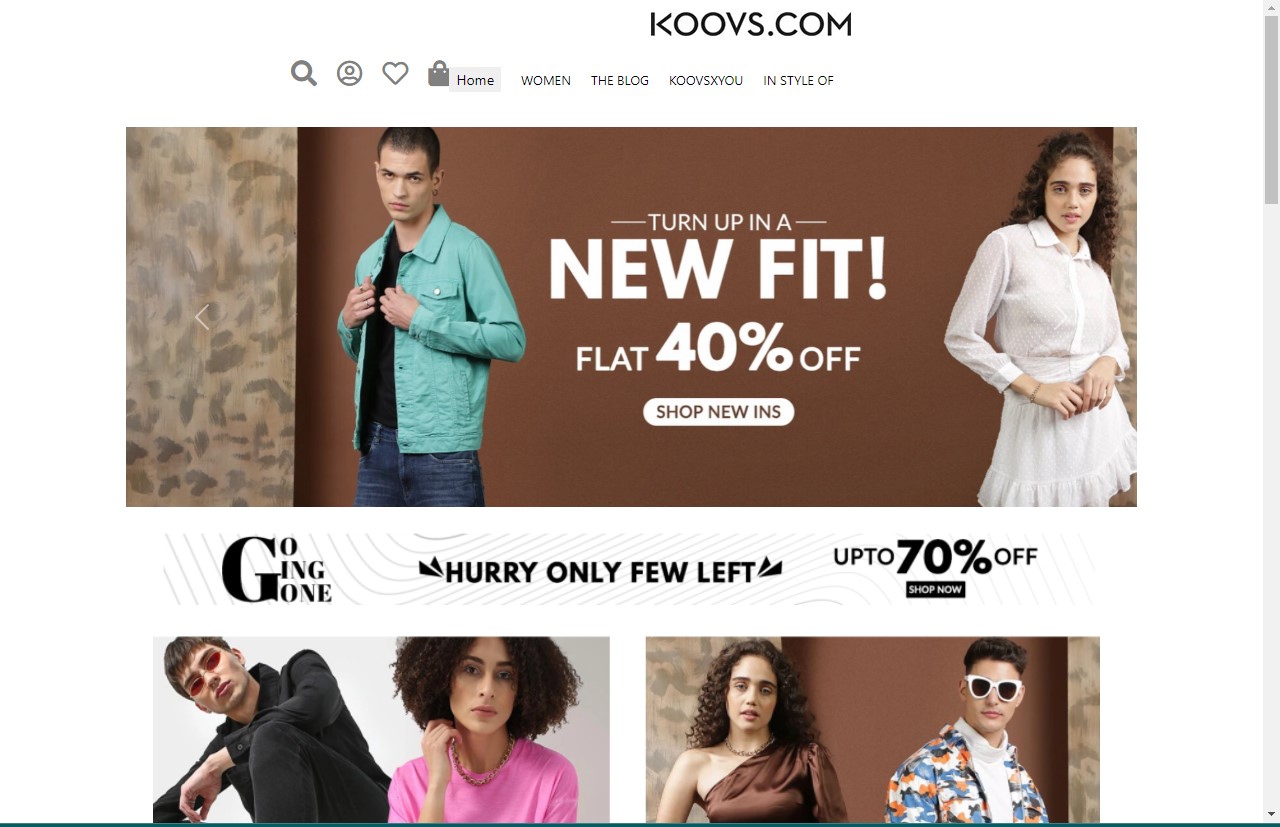 KOOVS.COM
Home WOMEN THE BLOG KOOVSXYOU IN STYLE OF
TURN UP IN A
NEW FIT!
FLAT 40% OFF
SHOP NEW INS
GOING GONE
HURRY ONLY FEW LEFT
UPTO 70% OFF
SHOP NOW